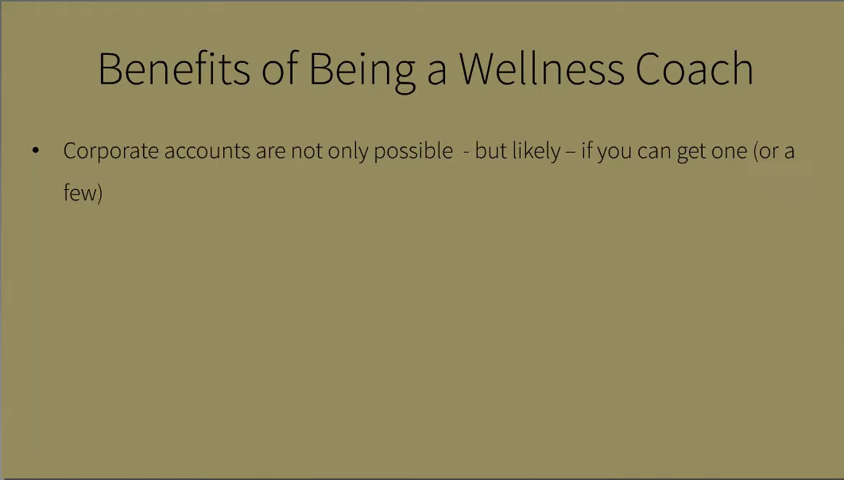 Benefits of Being a Wellness Coach
• Corporate accounts are not only possible - but likely – if you can get one (or a
few)